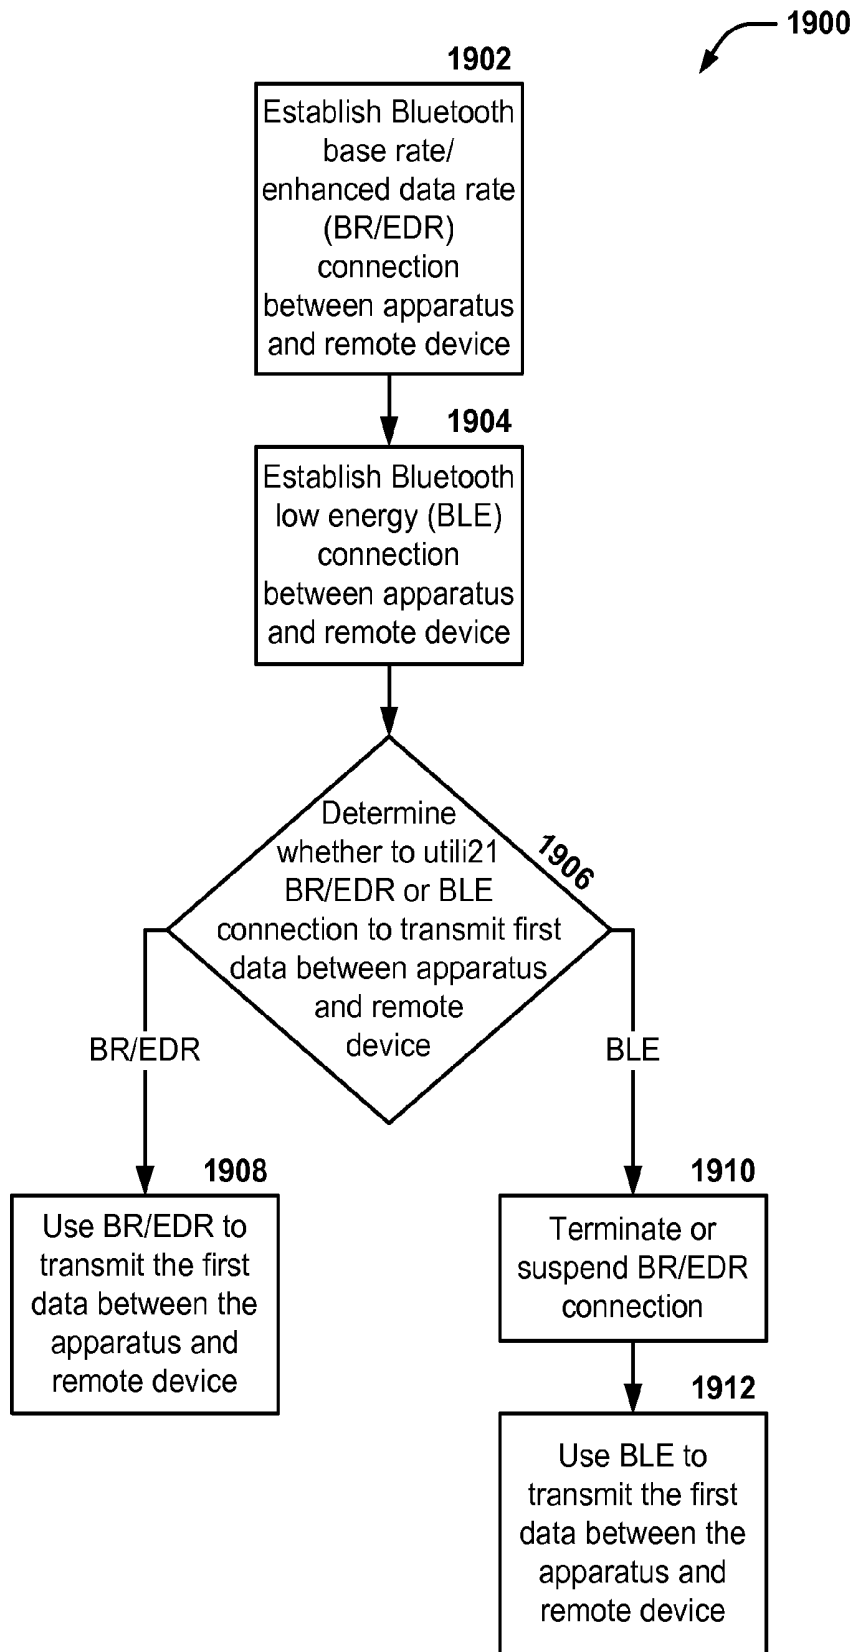 1900
1902
Establish Bluetooth
base rate/
enhanced data rate
(BR/EDR)
connection
between apparatus
and remote device
1904
Establish Bluetooth
low energy (BLE)
connection
between apparatus
and remote device
1906
Determine
whether to utili21
BR/EDR or BLE
connection to transmit first
data between apparatus
and remote
device
BR/EDR
BLE
1908
Use BR/EDR to
transmit the first
data between the
apparatus and
remote device
1910
Terminate or
suspend BR/EDR
connection
1912
Use BLE to
transmit the first
data between the
apparatus and
remote device